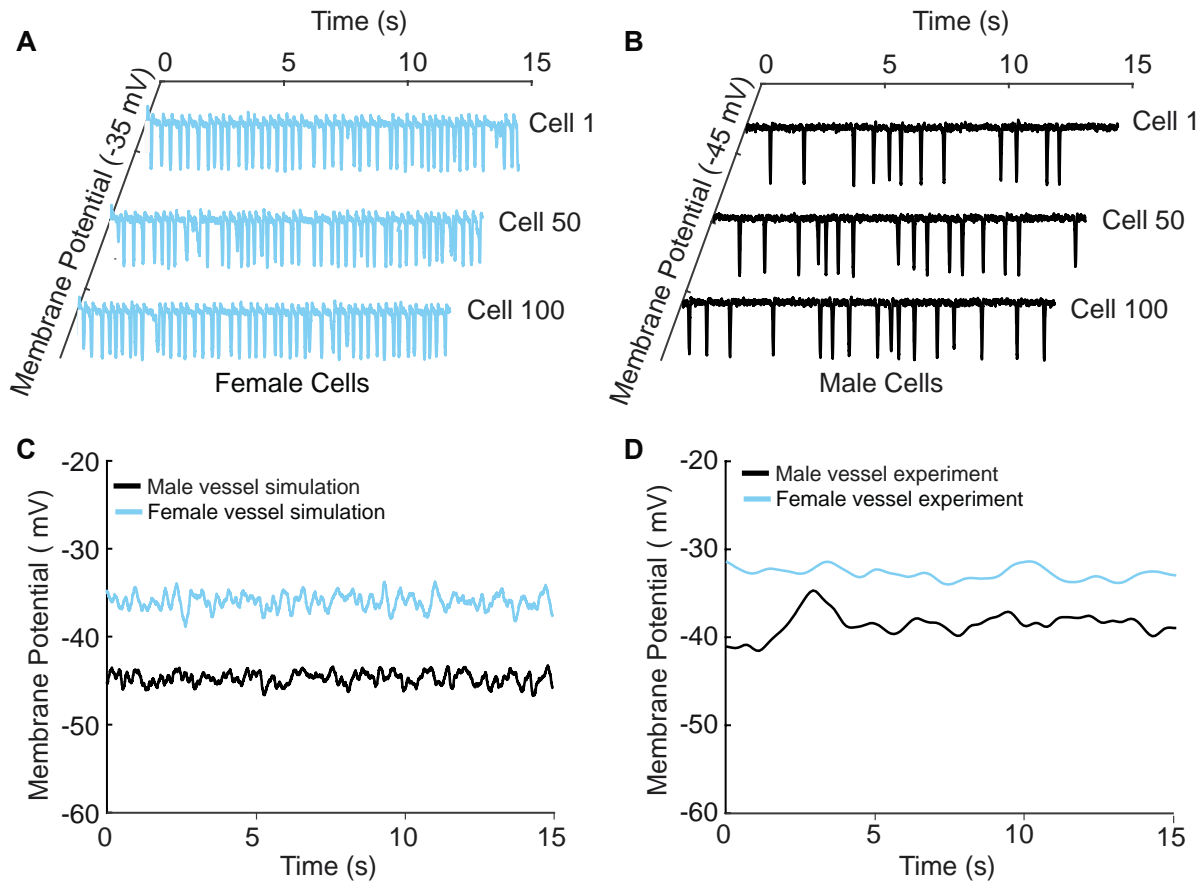 A
Time (s)
0 5 10 15
Membrane Potential (-35 mV)
Cell 1
Cell 50
Cell 100
Female Cells
B
Time (s)
0 5 10 15
Membrane Potential (-45 mV)
Cell 1
Cell 50
Cell 100
Male Cells
C
Membrane Potential ( mV)
-20
-30
-40
-50
-60
Male vessel simulation
Female vessel simulation
0 5 10 15
Time (s)
D
Membrane Potential ( mV)
-20
-30
-40
-50
-60
Male vessel experiment
Female vessel experiment
0 5 10 15
Time (s)